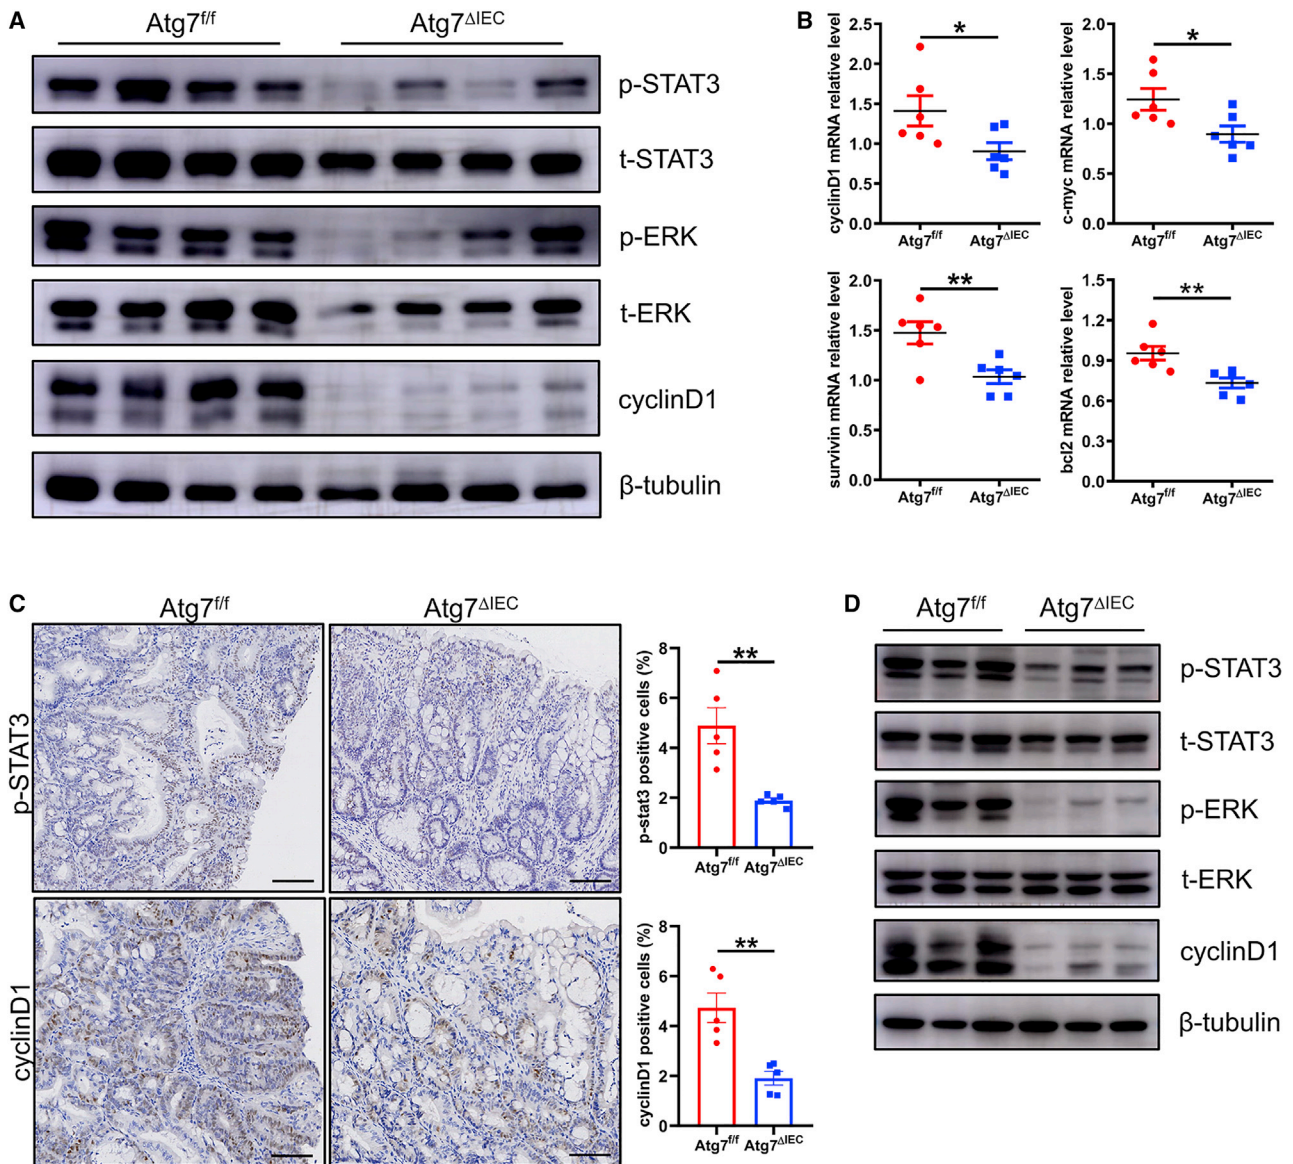 A
Atg7f/f
Atg7ΔIEC
p-STAT3
t-STAT3
p-ERK
t-ERK
cyclinD1
β-tubulin
B
cyclinD1 mRNA relative level
2.5
2.0
1.5
1.0
0.5
0.0
*
Atg7f/f
Atg7ΔIEC
c-myc mRNA relative level
2.0
1.5
1.0
0.5
0.0
*
Atg7f/f
Atg7ΔIEC
survivin mRNA relative level
2.0
1.5
1.0
0.5
0.0
**
Atg7f/f
Atg7ΔIEC
bcl2 mRNA relative level
1.5
1.2
0.9
0.6
0.3
0.0
**
Atg7f/f
Atg7ΔIEC
C
Atg7f/f
Atg7ΔIEC
p-STAT3
cyclinD1
p-stat3 positive cells (%)
8
6
4
2
0
**
Atg7f/f
Atg7ΔIEC
cyclinD1 positive cells (%)
8
6
4
2
0
**
Atg7f/f
Atg7ΔIEC
D
Atg7f/f
Atg7ΔIEC
p-STAT3
t-STAT3
p-ERK
t-ERK
cyclinD1
β-tubulin